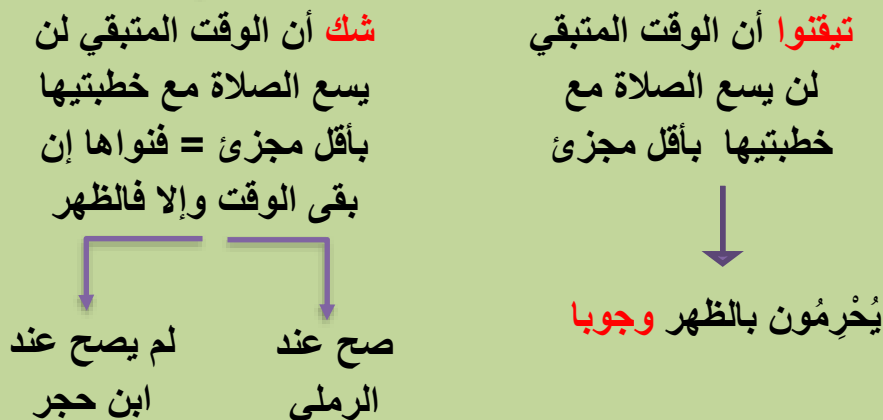 تيقنوا أن الوقت المتبقي
لن يسع الصلاة مع
خطبتيها بأقل مجزئ
يُحْرِمُون بالظهر وجوبا
شك أن الوقت المتبقي لن
يسع الصلاة مع خطبتيها
بأقل مجزئ = فنواها إن
بقى الوقت وإلا فالظهر
صح عند
الرملي
لم يصح عند
ابن حجر